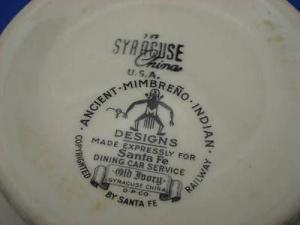 SYRACUSE
China
U.S.A.
ANCIENT - MIMBREÑO - INDIAN
DESIGNS
MADE EXPRESSLY FOR
Santa Fe
DINING CAR SERVICE
Old Ivory
SYRACUSE CHINA
O.P.CO.
COPYRIGHTED BY SANTA FE RAILWAY